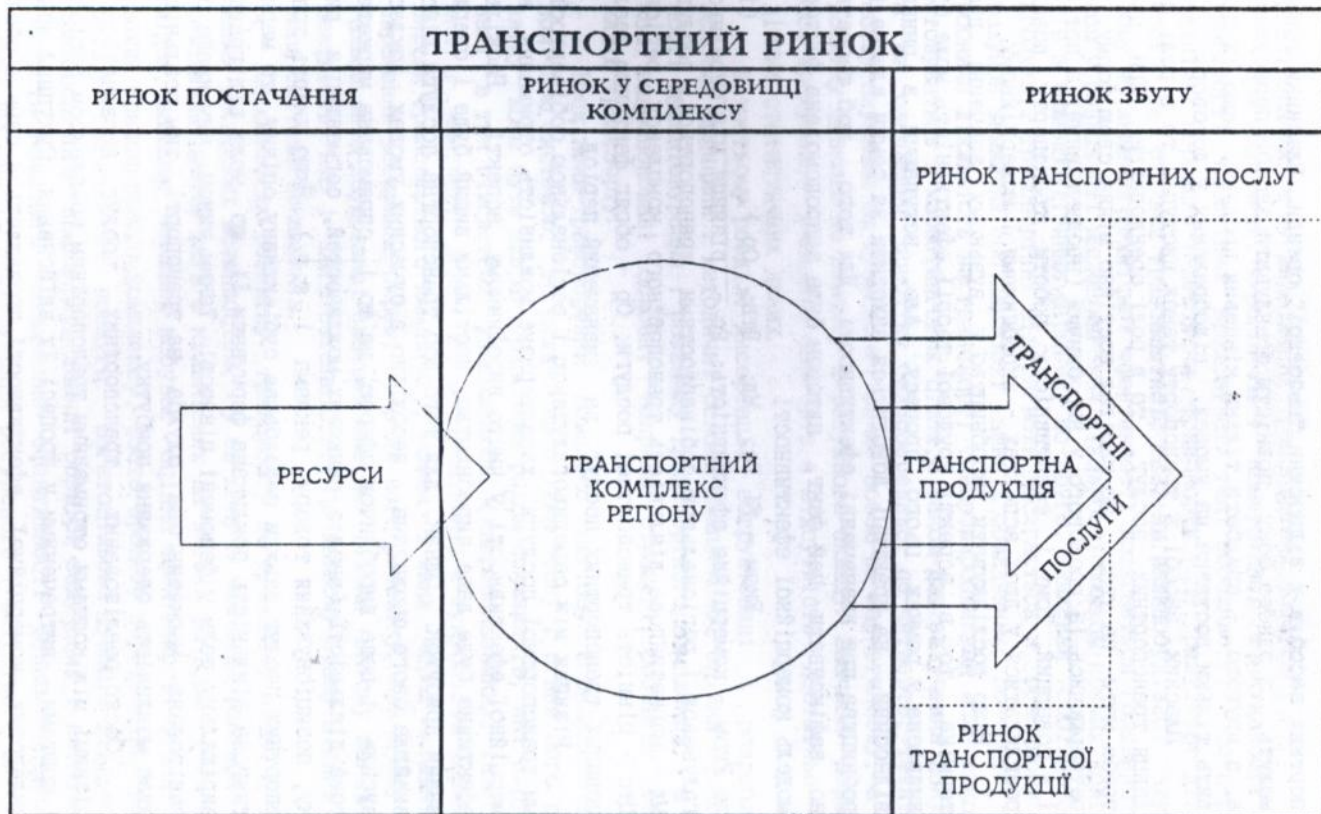 ТРАНСПОРТНИЙ РИНОК
РИНОК ПОСТАЧАННЯ
РИНОК У СЕРЕДОВИЩІ
КОМПЛЕКСУ
РИНОК ЗБУТУ
РИНОК ТРАНСПОРТНИХ ПОСЛУГ
РЕСУРСИ
ТРАНСПОРТНИЙ
КОМПЛЕКС
РЕГІОНУ
ТРАНСПОРТНА
ПРОДУКЦІЯ
ТРАНСПОРТНІ
ПОСЛУГИ
РИНОК
ТРАНСПОРТНОЇ
ПРОДУКЦІЇ